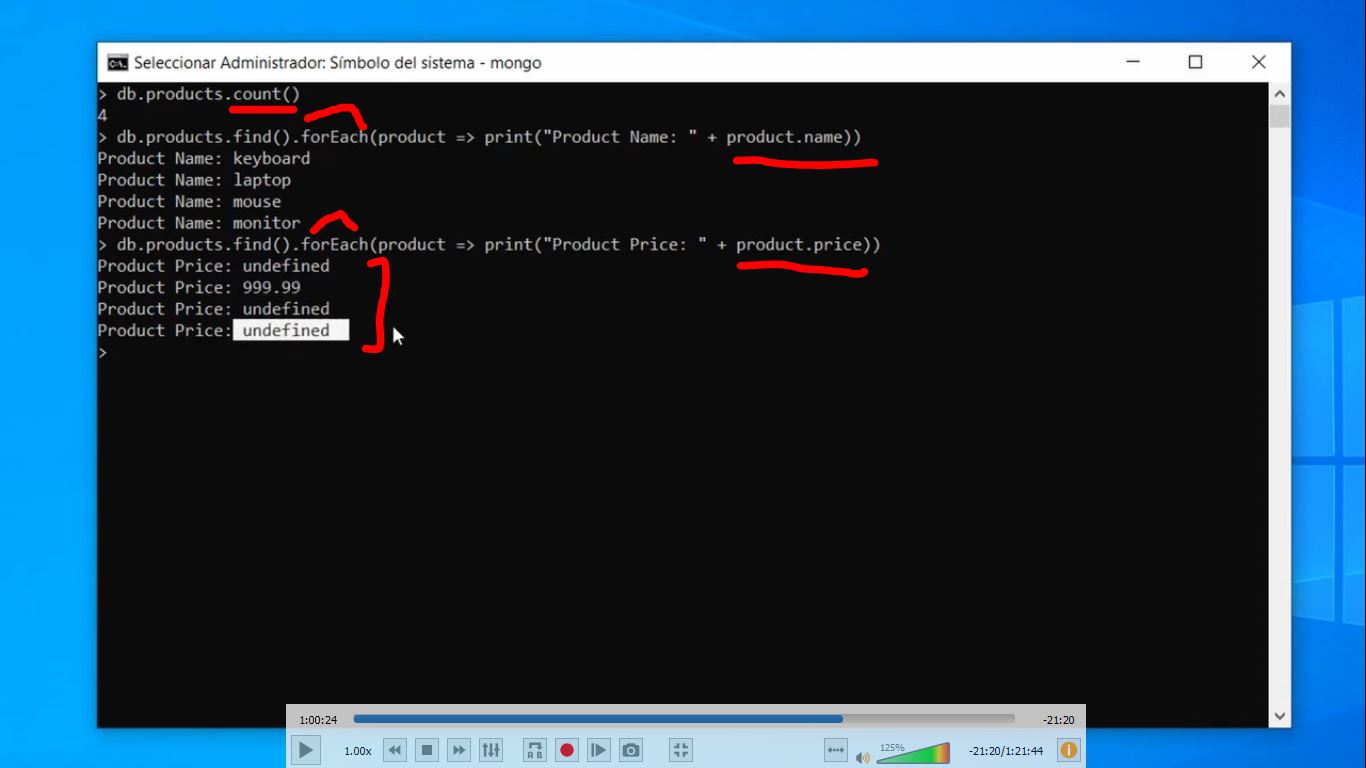 Seleccionar Administrador: Símbolo del sistema - mongo
> db.products.count()
4
> db.products.find().forEach(product => print("Product Name: " + product.name))
Product Name: keyboard
Product Name: laptop
Product Name: mouse
Product Name: monitor
> db.products.find().forEach(product => print("Product Price: " + product.price))
Product Price: undefined
Product Price: 999.99
Product Price: undefined
Product Price: undefined
>
1:00:24 -21:20
1.00x A B 125% -21:20/1:21:44